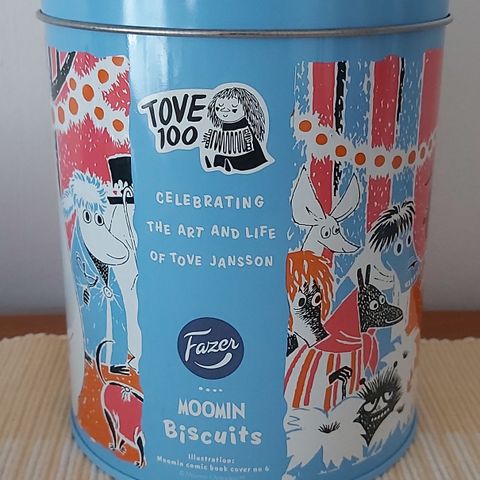 TOVE
100
CELEBRATING
THE ART AND LIFE
OF TOVE JANSSON
Fazer
MOOMIN
Biscuits
Illustration:
Moomin comic book cover no 6